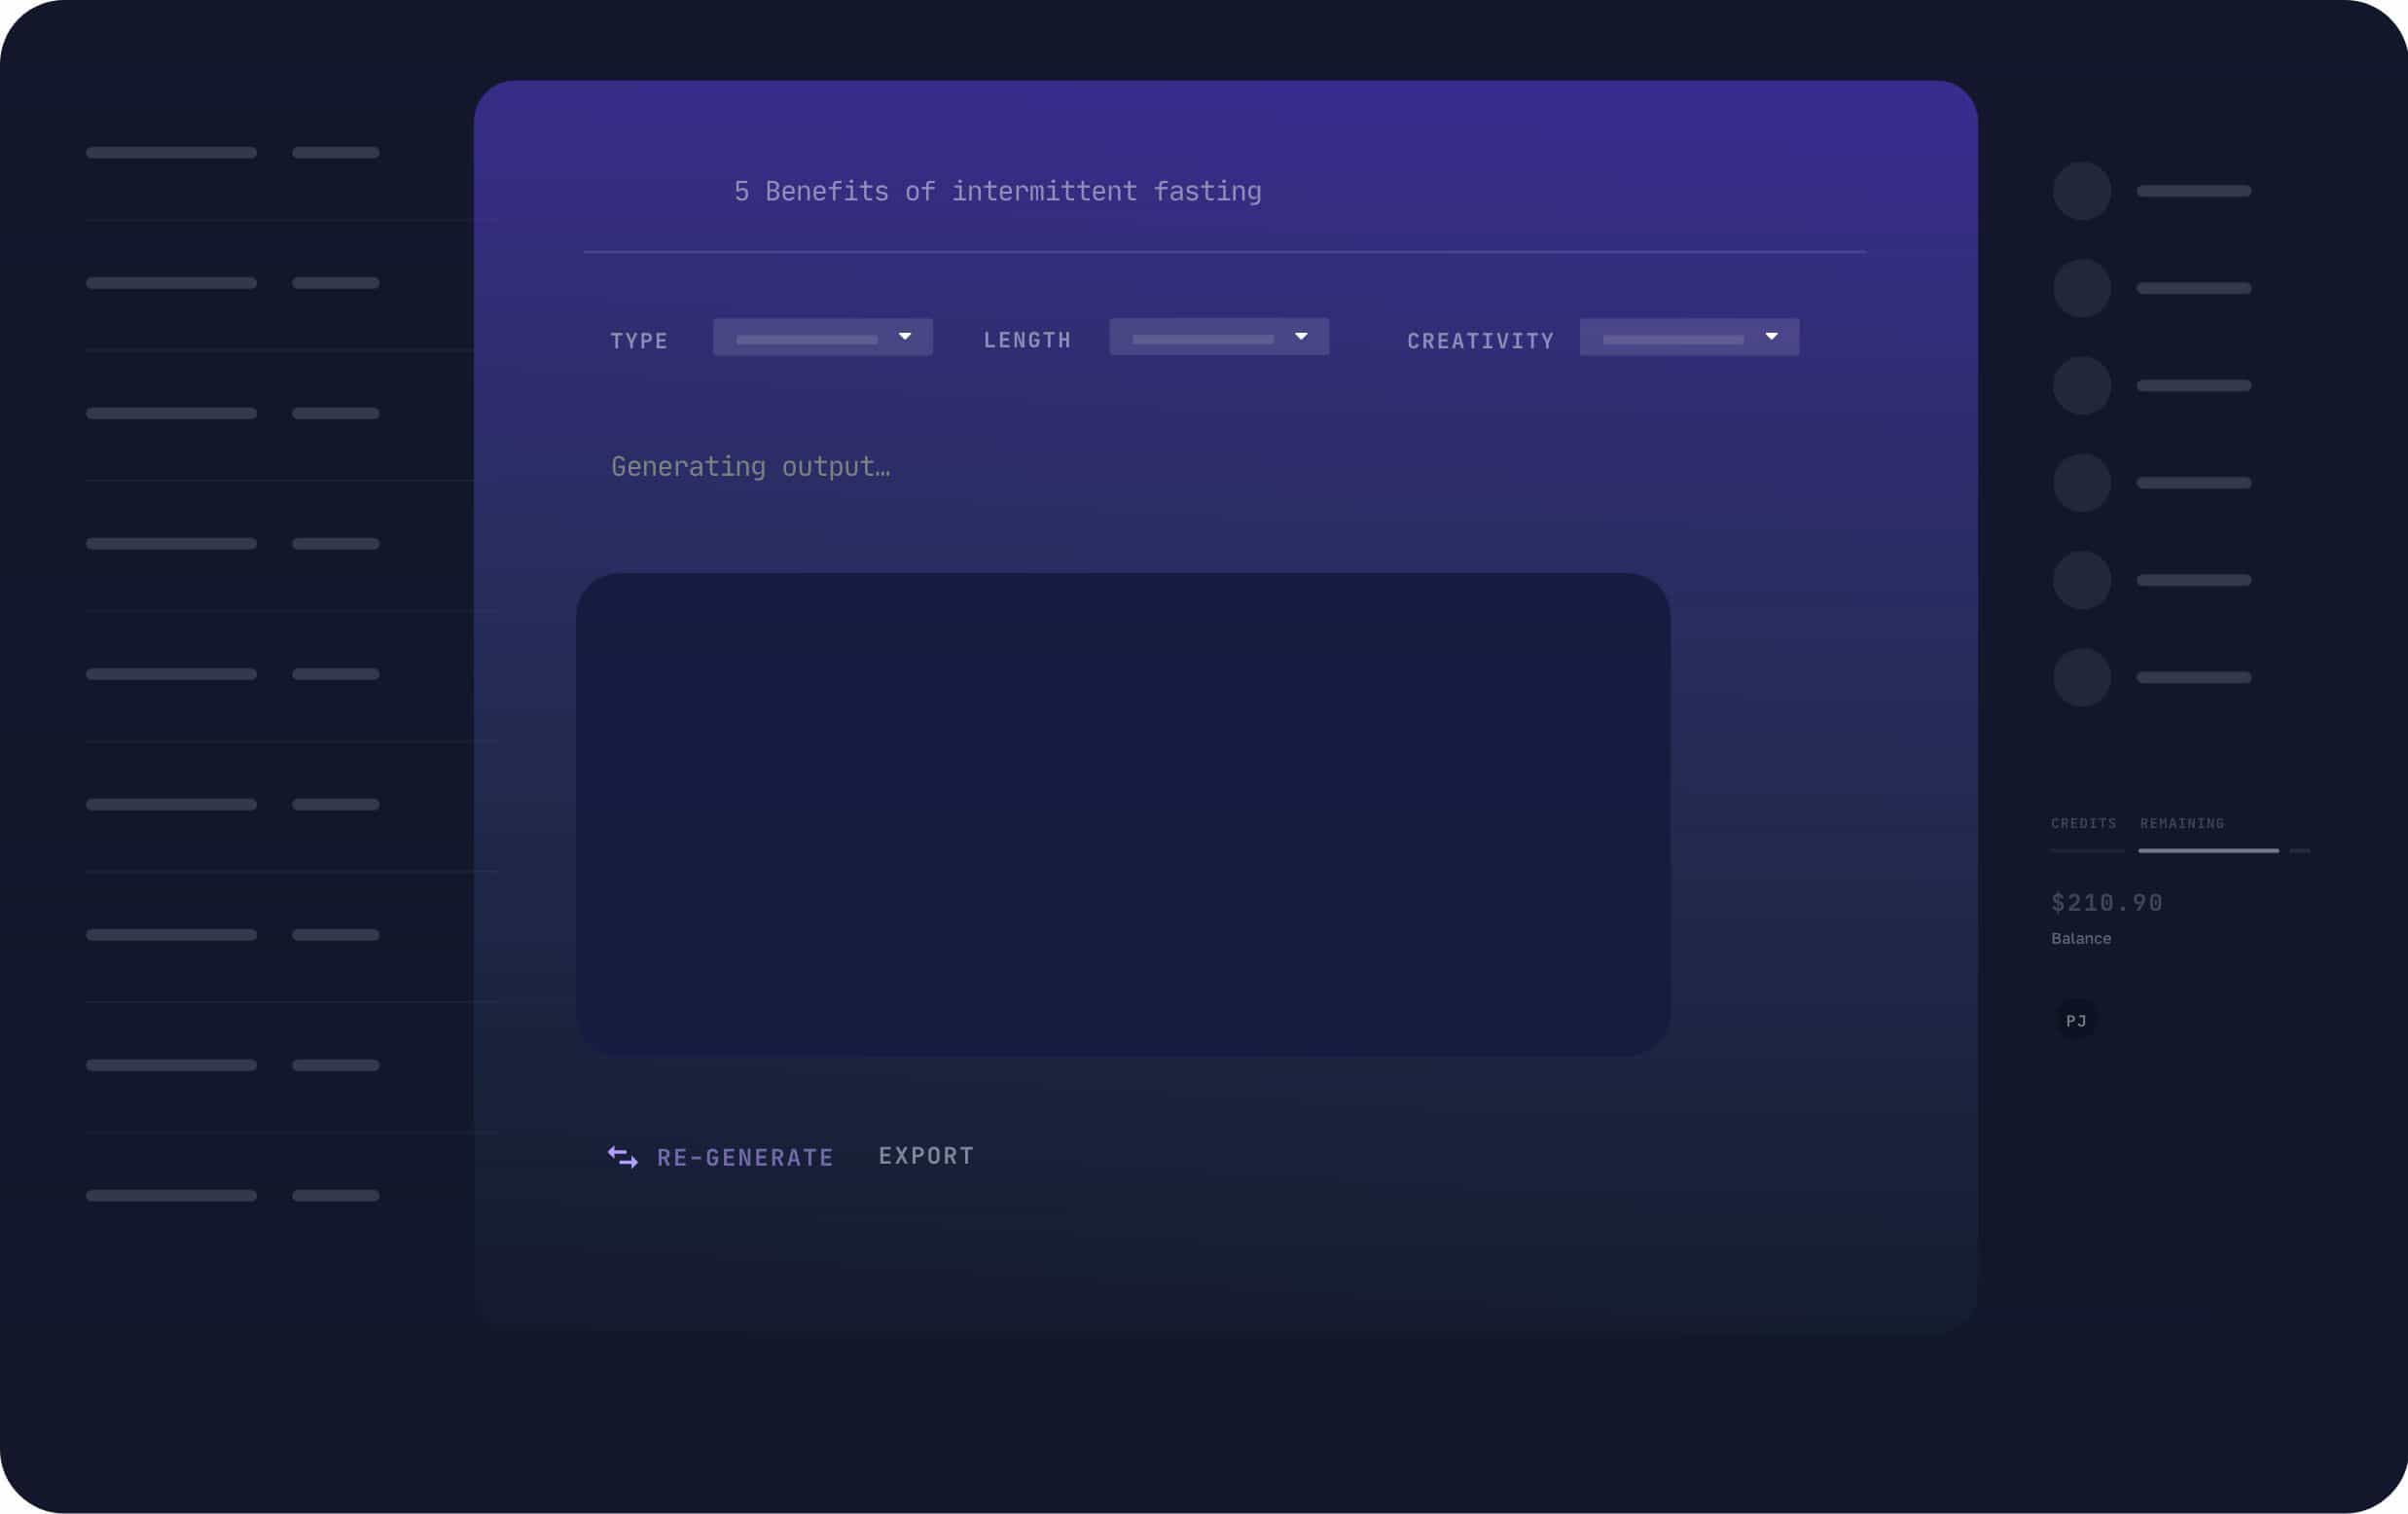 5 Benefits of intermittent fasting
TYPE LENGTH CREATIVITY
Generating output…
RE-GENERATE EXPORT
CREDITS REMAINING
$210.90
Balance
PJ